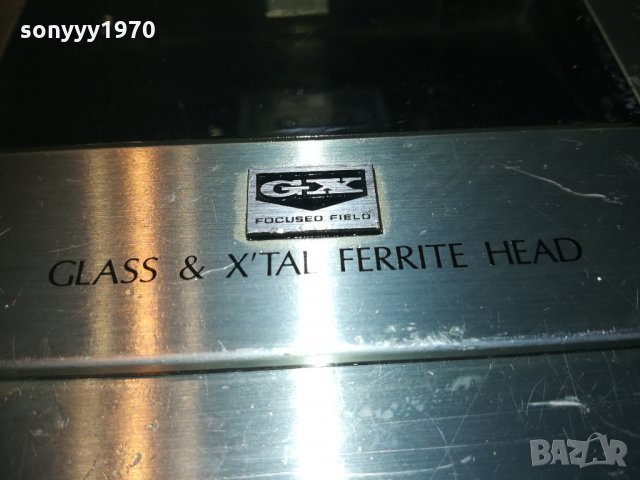 sonyyy1970
GX
FOCUSED FIELD
GLASS & X'TAL FERRITE HEAD
BAZAR